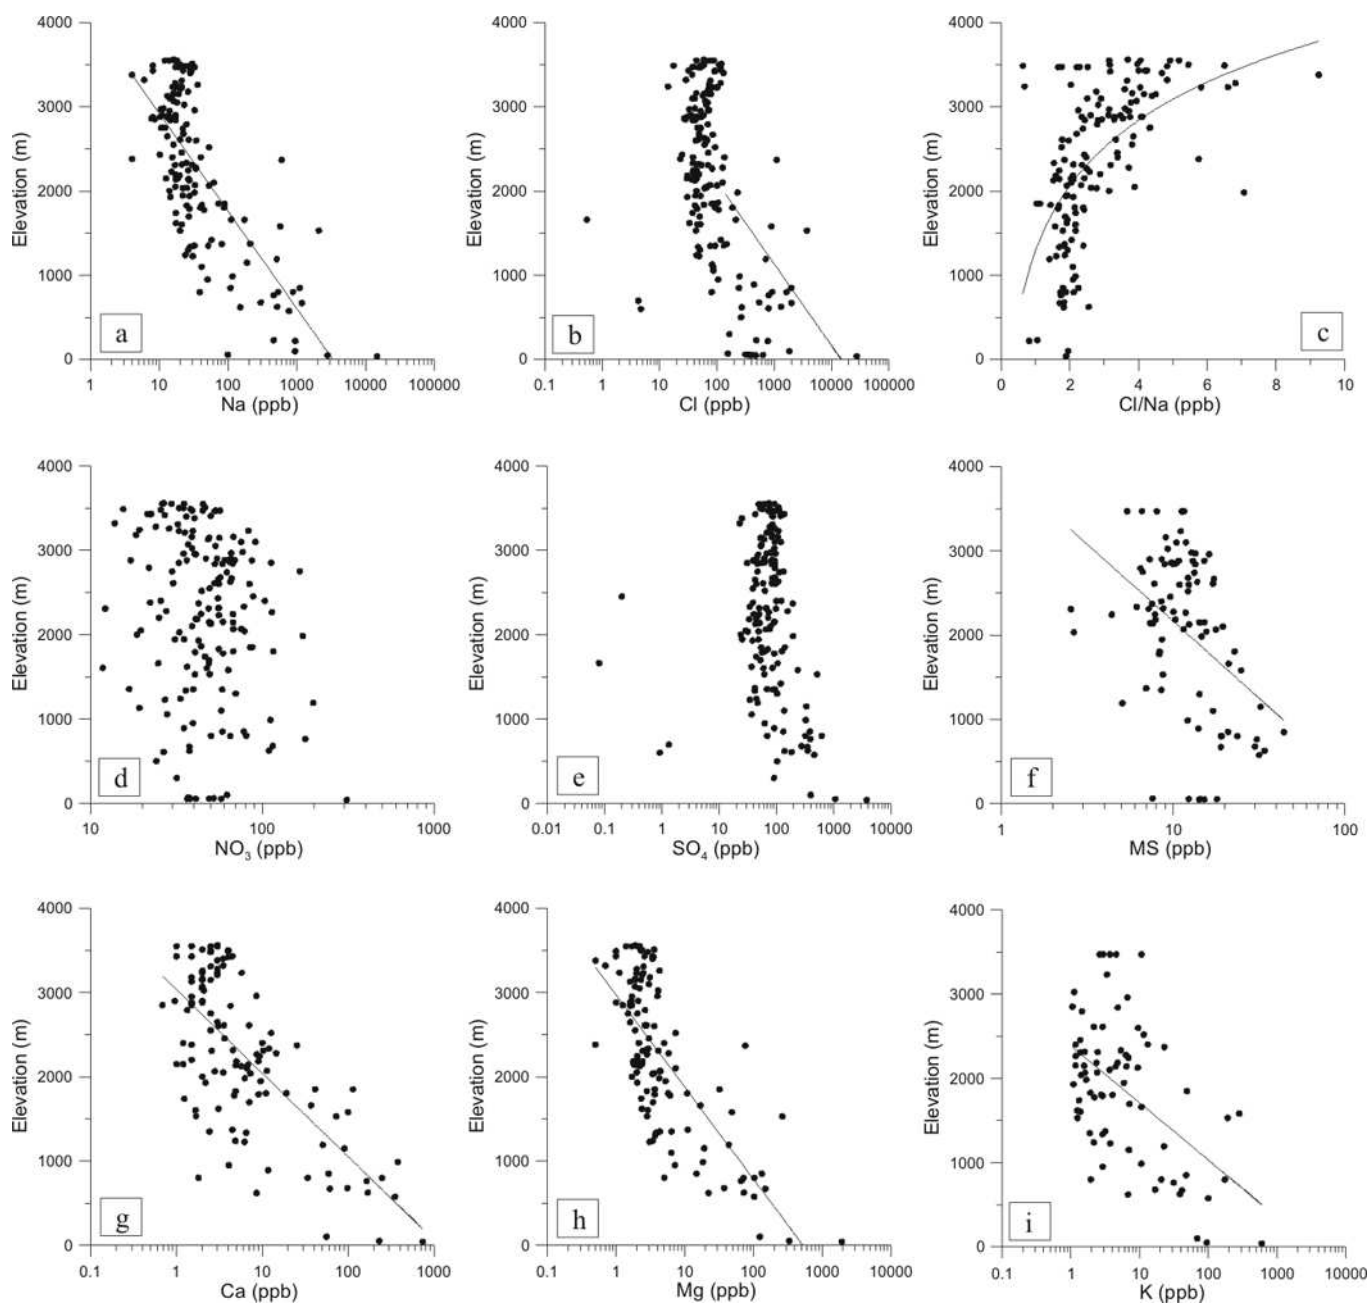 4000
3000
2000
1000
0
Elevation (m)
a
1 10 100 1000 10000 100000
Na (ppb)
4000
3000
2000
1000
0
Elevation (m)
b
0.1 1 10 100 1000 10000 100000
Cl (ppb)
4000
3000
2000
1000
0
Elevation (m)
c
0 2 4 6 8 10
Cl/Na (ppb)
4000
3000
2000
1000
0
Elevation (m)
d
10 100 1000
NO3 (ppb)
4000
3000
2000
1000
0
Elevation (m)
e
0.01 0.1 1 10 100 1000 10000
SO4 (ppb)
4000
3000
2000
1000
0
Elevation (m)
f
1 10 100
MS (ppb)
4000
3000
2000
1000
0
Elevation (m)
g
0.1 1 10 100 1000
Ca (ppb)
4000
3000
2000
1000
0
Elevation (m)
h
0.1 1 10 100 1000 10000
Mg (ppb)
4000
3000
2000
1000
0
Elevation (m)
i
0.1 1 10 100 1000 10000
K (ppb)